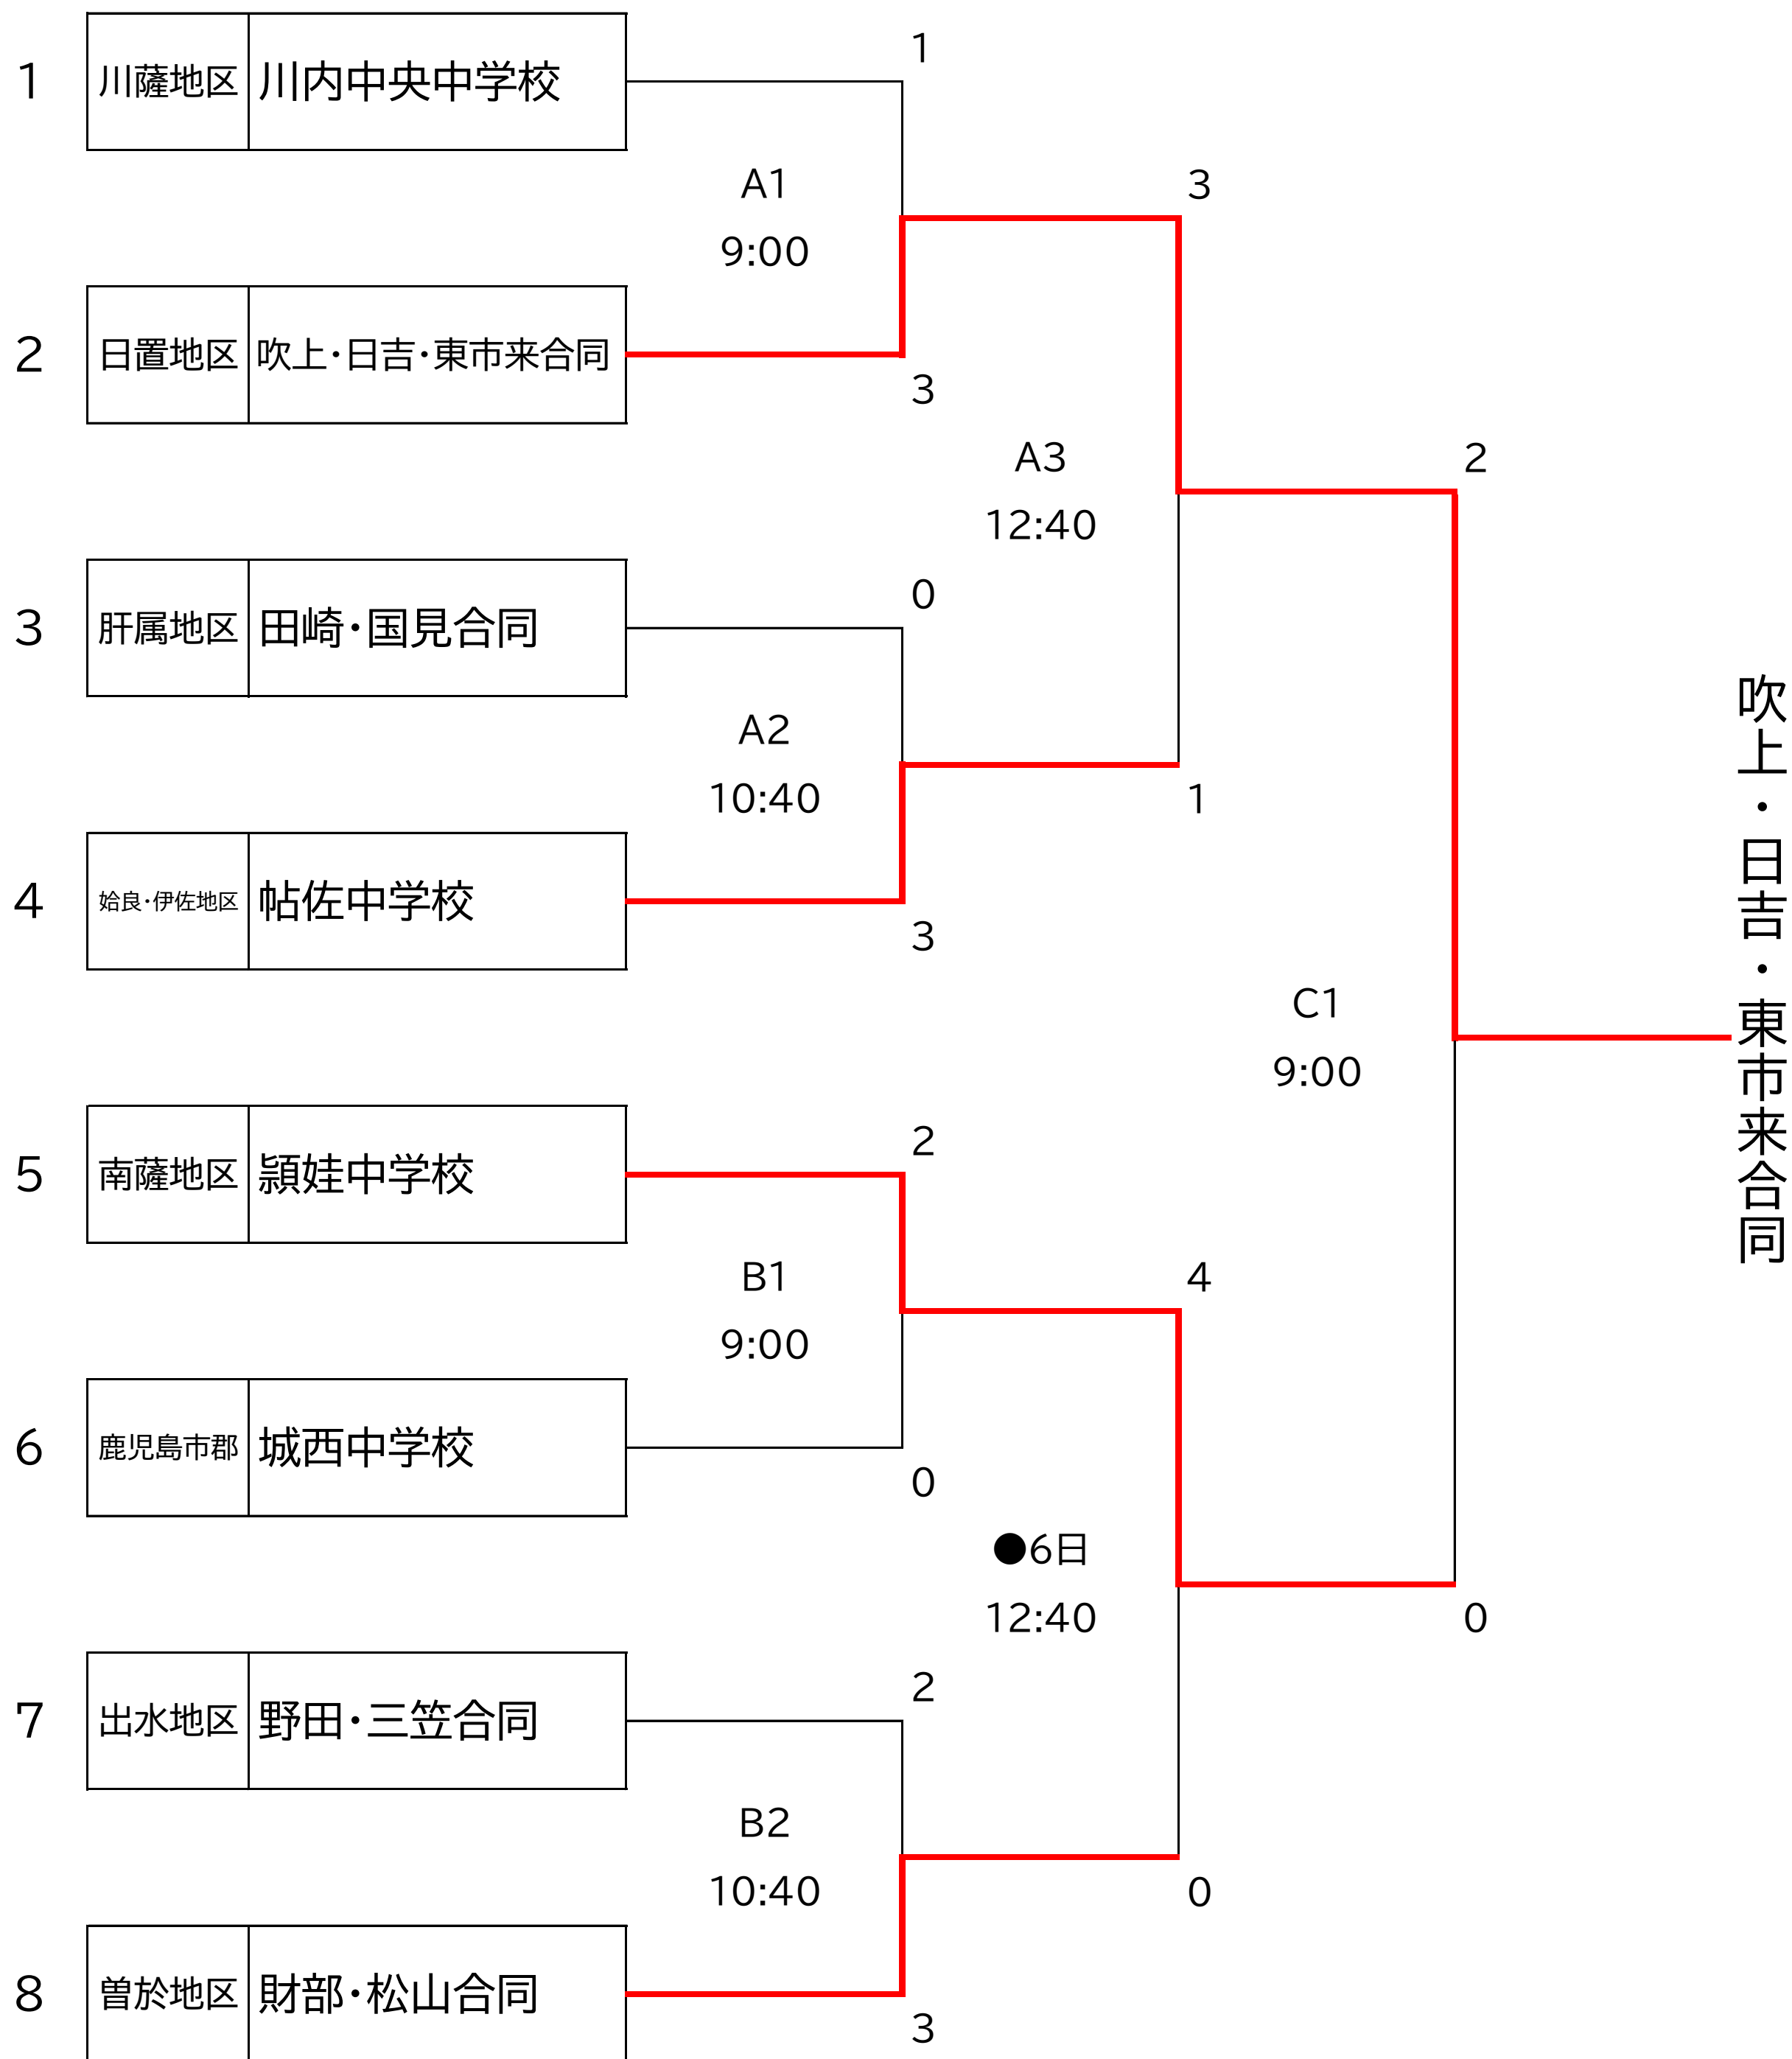 1
川薩地区 川内中央中学校
1
A1
9:00
3
2
日置地区 吹上・日吉・東市来合同
3
A3
12:40
2
3
肝属地区 田崎・国見合同
0
A2
10:40
1
4
姶良・伊佐地区 帖佐中学校
3
C1
9:00
吹上・日吉・東市来合同
5
南薩地区 頴娃中学校
2
B1
9:00
4
6
鹿児島市郡 城西中学校
0
●6日
12:40
0
7
出水地区 野田・三笠合同
2
B2
10:40
0
8
曽於地区 財部・松山合同
3